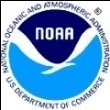 NATIONAL OCEANIC AND ATMOSPHERIC ADMINISTRATION
NOAA
U.S. DEPARTMENT OF COMMERCE